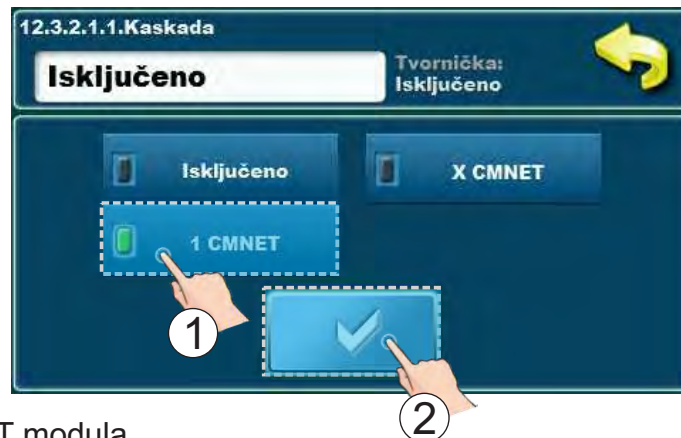 12.3.2.1.1.Kaskada
Isključeno
Tvornička:
Isključeno
Isključeno
X CMNET
1 CMNET
1
2
T modula